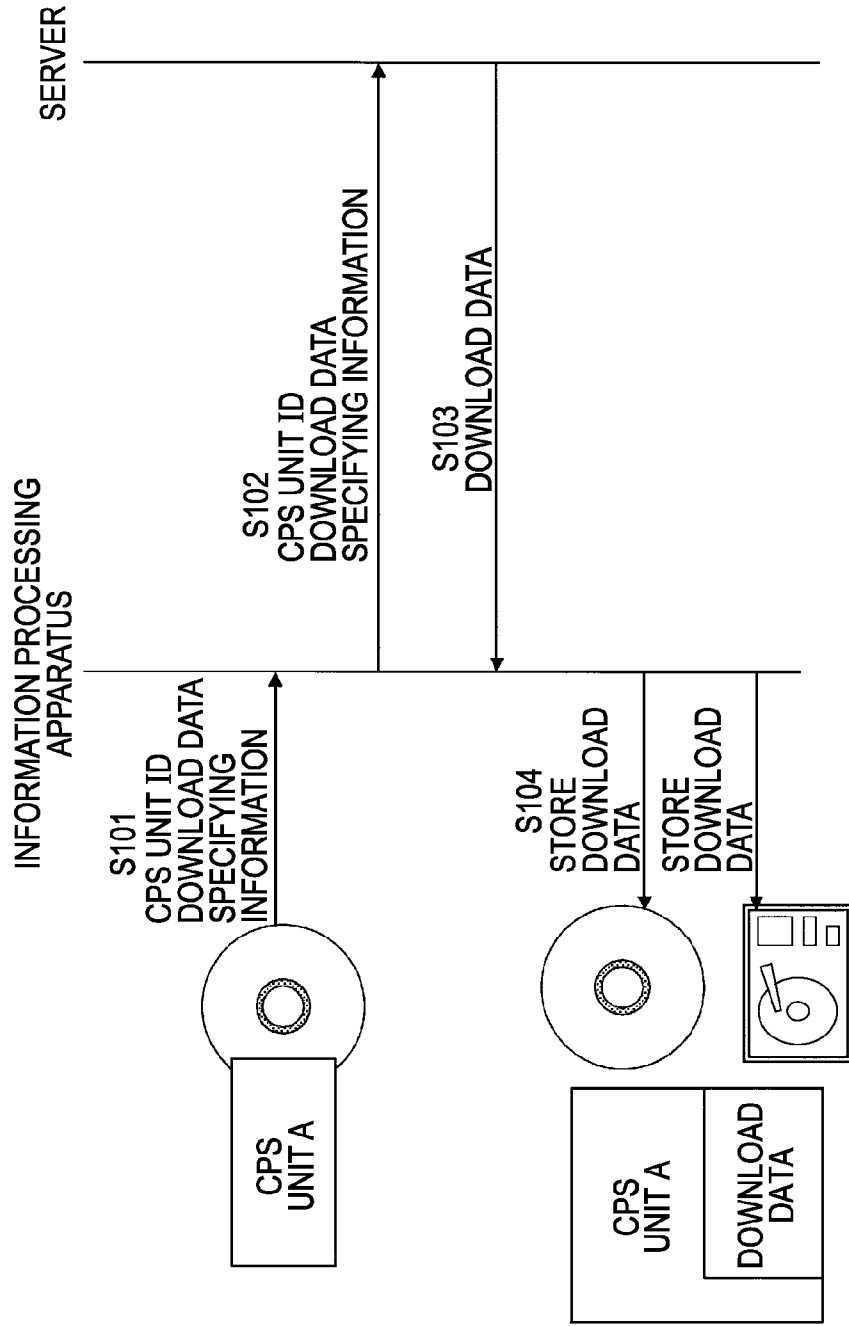 INFORMATION PROCESSING
APPARATUS
SERVER
S101
CPS UNIT ID
DOWNLOAD DATA
SPECIFYING
INFORMATION
CPS
UNIT A
S102
CPS UNIT ID
DOWNLOAD DATA
SPECIFYING INFORMATION
S103
DOWNLOAD DATA
S104
STORE
DOWNLOAD
DATA
STORE
DOWNLOAD
DATA
CPS
UNIT A
DOWNLOAD
DATA